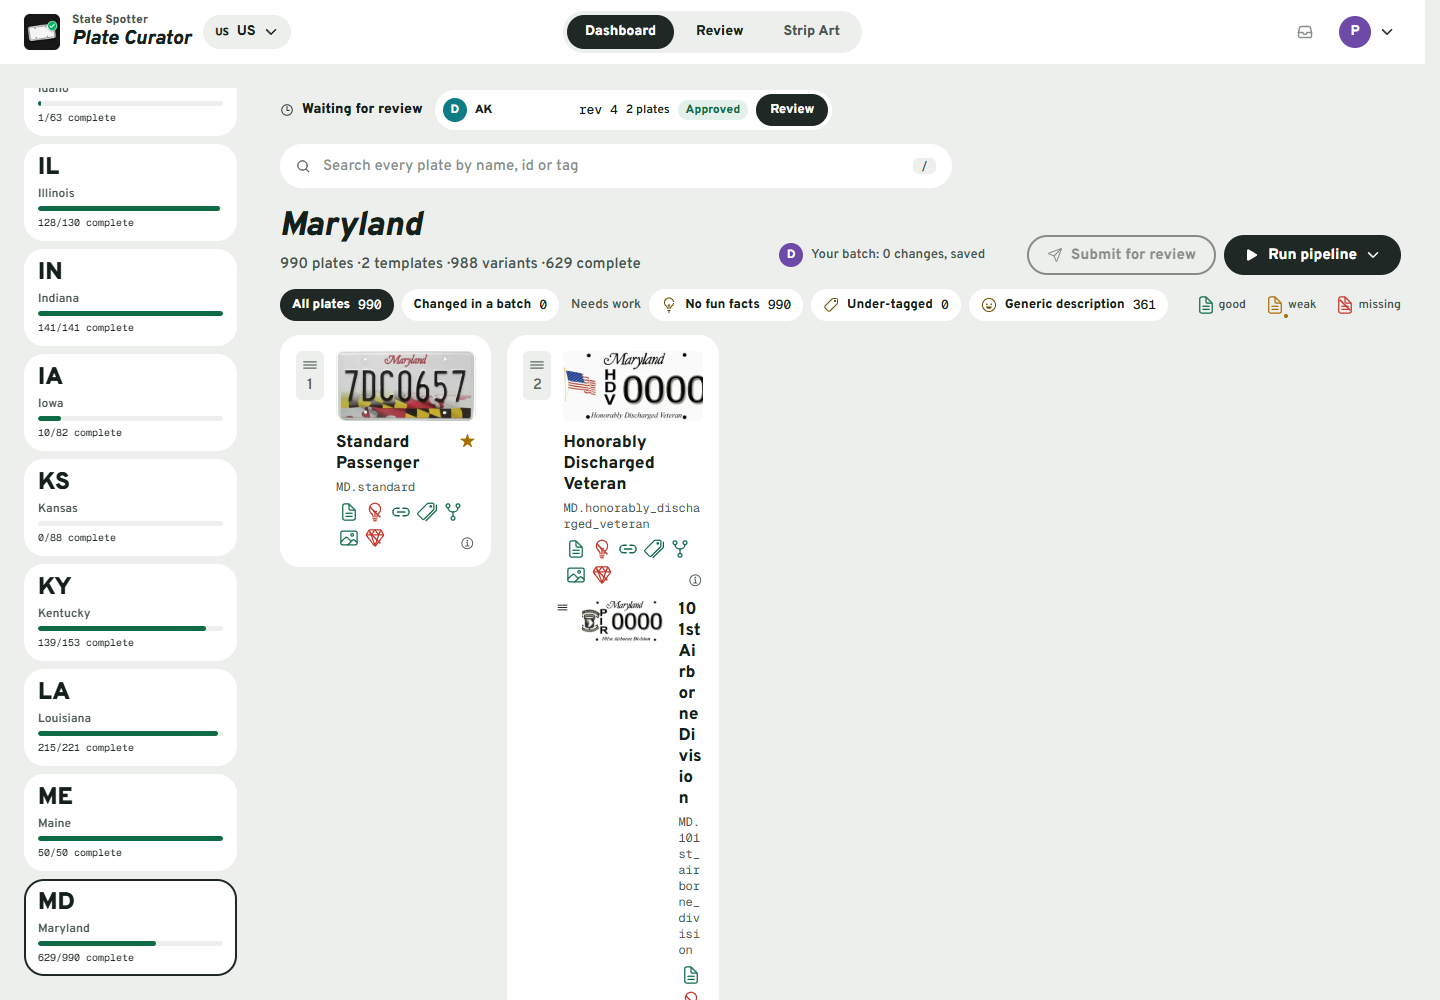 State Spotter
Plate Curator
US US
Dashboard
Review
Strip Art
P
Idaho
1/63 complete
IL
Illinois
128/130 complete
IN
Indiana
141/141 complete
IA
Iowa
10/82 complete
KS
Kansas
0/88 complete
KY
Kentucky
139/153 complete
LA
Louisiana
215/221 complete
ME
Maine
50/50 complete
MD
Maryland
629/990 complete
Waiting for review
D AK rev 4 2 plates Approved Review
Search every plate by name, id or tag /
Maryland
990 plates ·2 templates ·988 variants ·629 complete
D Your batch: 0 changes, saved
Submit for review
Run pipeline
All plates 990
Changed in a batch 0
Needs work
No fun facts 990
Under-tagged 0
Generic description 361
good
weak
missing
1
Maryland
7DC0657
Standard
Passenger
MD.standard
2
Maryland
HDV 0000
Honorably Discharged Veteran
Honorably
Discharged
Veteran
MD.honorably_discha
rged_veteran
Maryland
PIR 0000
101st Airborne Division
10
1st
Ai
rb
or
ne
Di
vis
io
n
MD.
101
st_
air
bor
ne_
div
isi
on